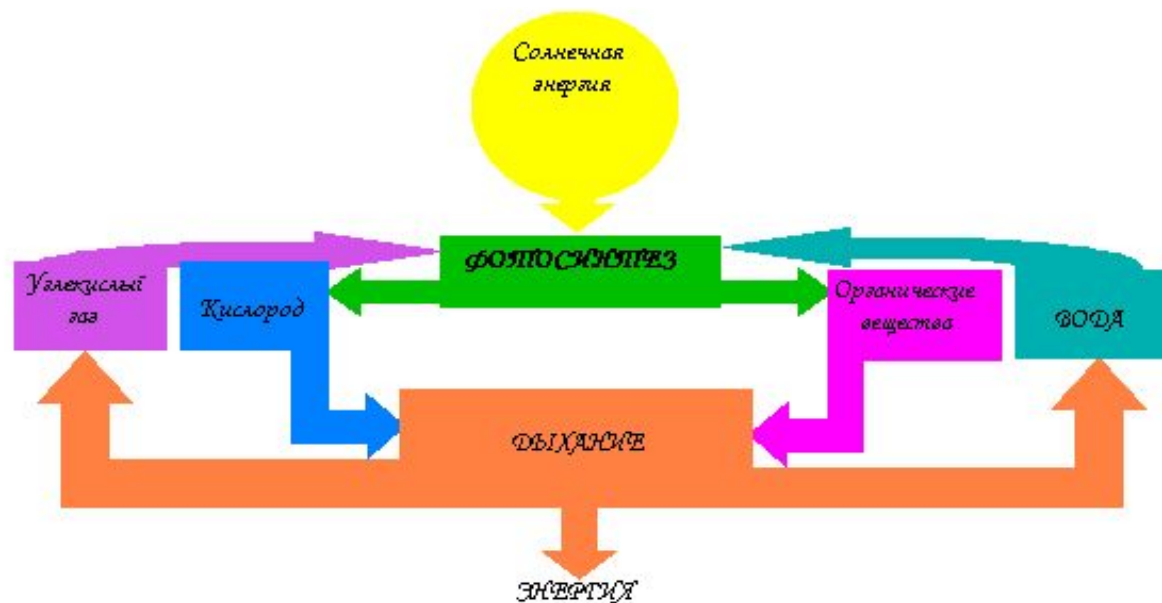 Солнечная
энергия
ФОТОСИНТЕЗ
Углекислый
газ
Кислород
Органические
вещества
ВОДА
ДЫХАНИЕ
ЭНЕРГИЯ